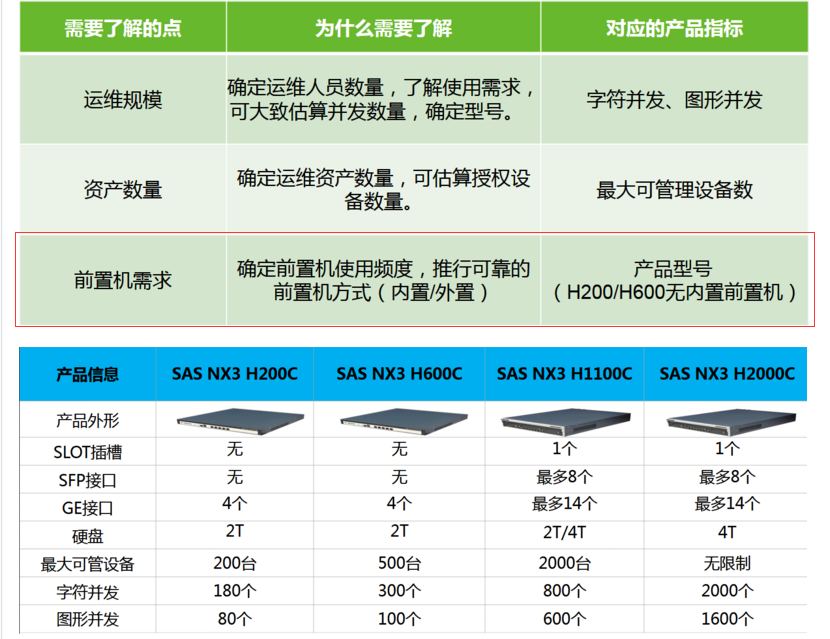 需要了解的点 为什么需要了解 对应的产品指标
运维规模 确定运维人员数量，了解使用需求，
可大致估算并发数量，确定型号。 字符并发、图形并发
资产数量 确定运维资产数量，可估算授权设
备数量。 最大可管理设备数
前置机需求 确定前置机使用频度，推行可靠的
前置机方式（内置/外置） 产品型号
（H200/H600无内置前置机）
产品信息 SAS NX3 H200C SAS NX3 H600C SAS NX3 H1100C SAS NX3 H2000C
产品外形
SLOT插槽 无 无 1个 1个
SFP接口 无 无 最多8个 最多8个
GE接口 4个 4个 最多14个 最多14个
硬盘 2T 2T 2T/4T 4T
最大可管设备 200台 500台 2000台 无限制
字符并发 180个 300个 800个 2000个
图形并发 80个 100个 600个 1600个